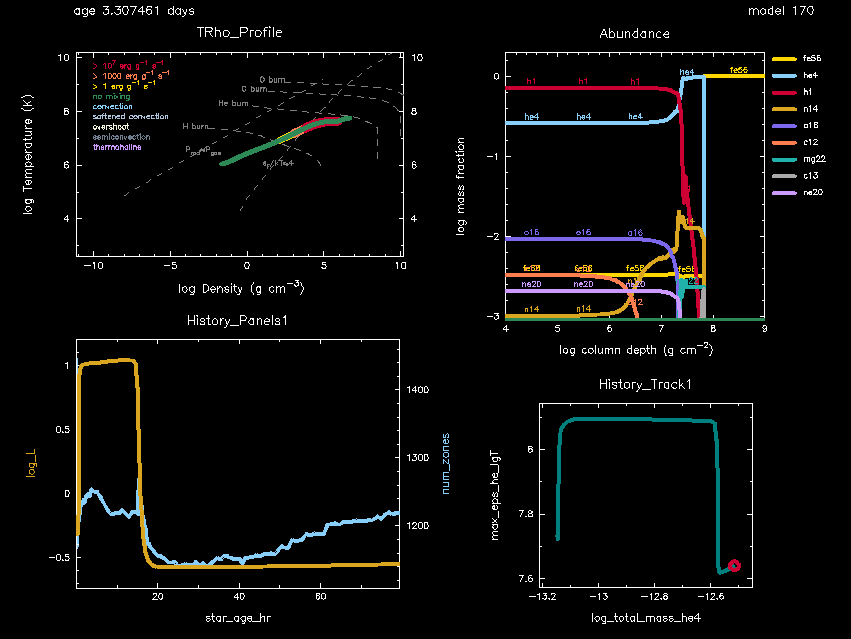 age 3.307461 days
model 170
TRho_Profile
log Temperature (K)
10
8
6
4
10
8
6
4
> 10⁷ erg g⁻¹ s⁻¹
> 1000 erg g⁻¹ s⁻¹
> 1 erg g⁻¹ s⁻¹
no mixing
convection
softened convection
overshoot
semiconvection
thermohaline
O burn
C burn
He burn
H burn
−10
−5
0
5
10
log Density (g cm⁻³)
Abundance
log mass fraction
0
−1
−2
−3
h1 h1 h1
he4
fe56
he4 he4 he4
o16 o16 o16
fe56
ne20 ne20 ne20
n14 n14
4 5 6 7 8 9
log column depth (g cm⁻²)
fe56
he4
h1
n14
o16
c12
mg22
c13
ne20
History_Panels1
log_L
1
0.5
0
−0.5
1400
1300
1200
num_zones
20 40 60
star_age_hr
History_Track1
max_eps_he_lgT
8
7.8
7.6
−13.2 −13 −12.8 −12.6
log_total_mass_he4